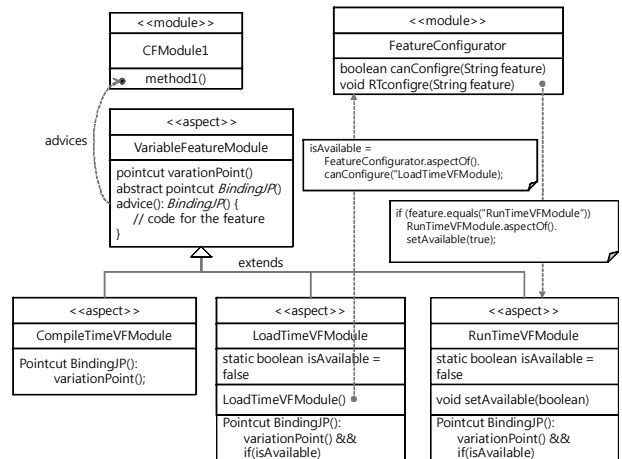 <<module>>
CFModule1
method1()
<<module>>
FeatureConfigurator
boolean canConfigre(String feature)
void RTconfigre(String feature)
advices
<<aspect>>
VariableFeatureModule
pointcut varationPoint()
abstract pointcut BindingJP()
advice(): BindingJP() {
// code for the feature
}
isAvailable =
FeatureConfigurator.aspectOf().
canConfigure("LoadTimeVFModule);
if (feature.equals("RunTimeVFModule"))
RunTimeVFModule.aspectOf().
setAvailable(true);
extends
<<aspect>>
CompileTimeVFModule
Pointcut BindingJP():
variationPoint();
<<aspect>>
LoadTimeVFModule
static boolean isAvailable =
false
LoadTimeVFModule()
Pointcut BindingJP():
variationPoint() &&
if(isAvailable)
<<aspect>>
RunTimeVFModule
static boolean isAvailable =
false
void setAvailable(boolean)
Pointcut BindingJP():
variationPoint() &&
if(isAvailable)